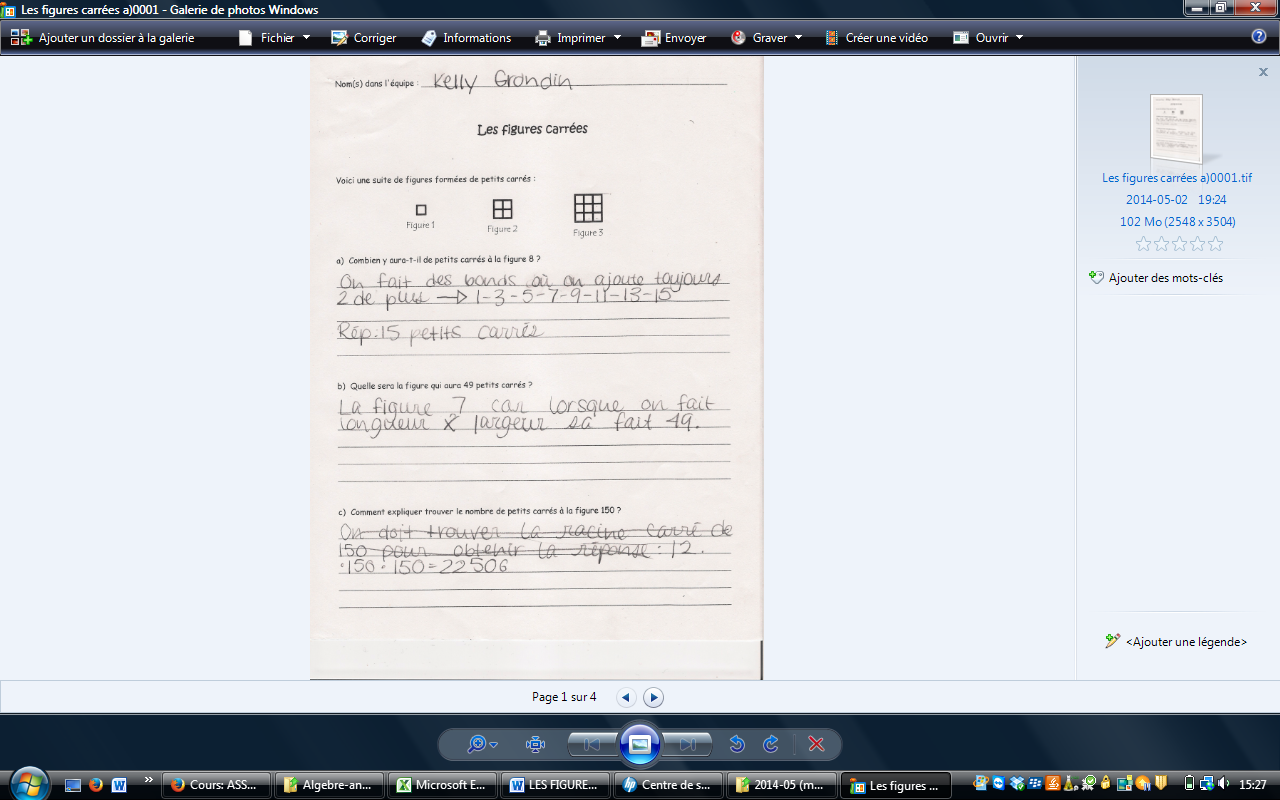 Les figures carrées a)0001 - Galerie de photos Windows
Ajouter un dossier à la galerie Fichier Corriger Informations Imprimer Envoyer Graver Créer une vidéo Ouvrir
Nom(s) dans l'équipe : Kelly Grondin
Les figures carrées
Voici une suite de figures formées de petits carrés :
Figure 1 Figure 2 Figure 3
a) Combien y aura-t-il de petits carrés à la figure 8 ?
On fait des bonds où on ajoute toujours
2 de plus → 1-3-5-7-9-11-13-15
Rép:15 petits carrés
b) Quelle sera la figure qui aura 49 petits carrés ?
La figure 7 car lorsque on fait
longueur x largeur sa fait 49.
c) Comment expliquer trouver le nombre de petits carrés à la figure 150 ?
On doit trouver la racine carré de
150 pour obtenir la réponse : 12.
·150 · 150 = 22506
Les figures carrées a)0001.tif
2014-05-02 19:24
102 Mo (2548 x 3504)
Ajouter des mots-clés
<Ajouter une légende>
Page 1 sur 4
Cours: ASS... Algebre-an... Microsoft E... LES FIGURE... Centre de s... 2014-05 (m... Les figures ... 15:27